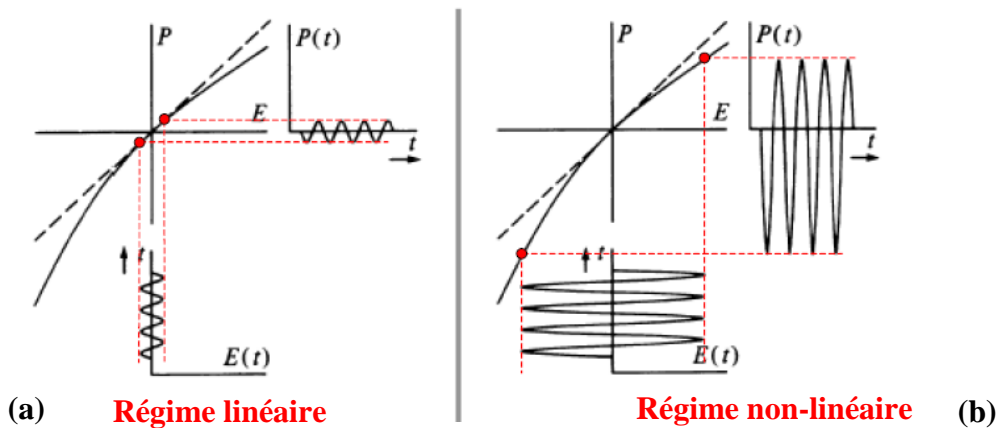 P
P(t)
E
t
t
E(t)
(a) Régime linéaire
P
P(t)
E
t
t
E(t)
Régime non-linéaire (b)